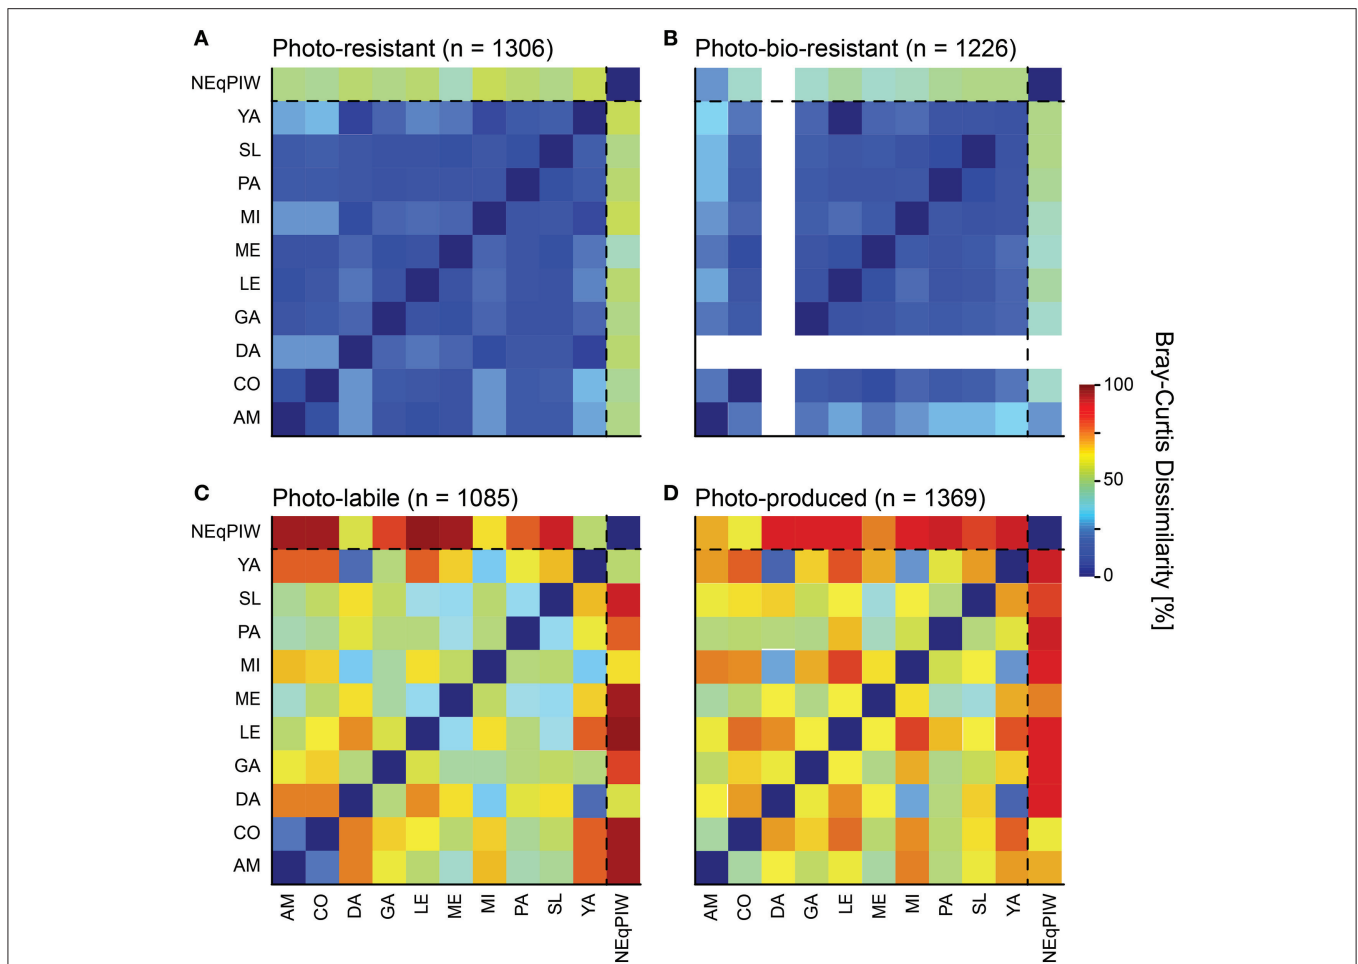 A
Photo-resistant (n = 1306)
B
Photo-bio-resistant (n = 1226)
NEqPIW
YA
SL
PA
MI
ME
LE
GA
DA
CO
AM
100
50
0
Bray-Curtis Dissimilarity [%]
C
Photo-labile (n = 1085)
D
Photo-produced (n = 1369)
NEqPIW
YA
SL
PA
MI
ME
LE
GA
DA
CO
AM
AM
CO
DA
GA
LE
ME
MI
PA
SL
YA
NEqPIW
AM
CO
DA
GA
LE
ME
MI
PA
SL
YA
NEqPIW